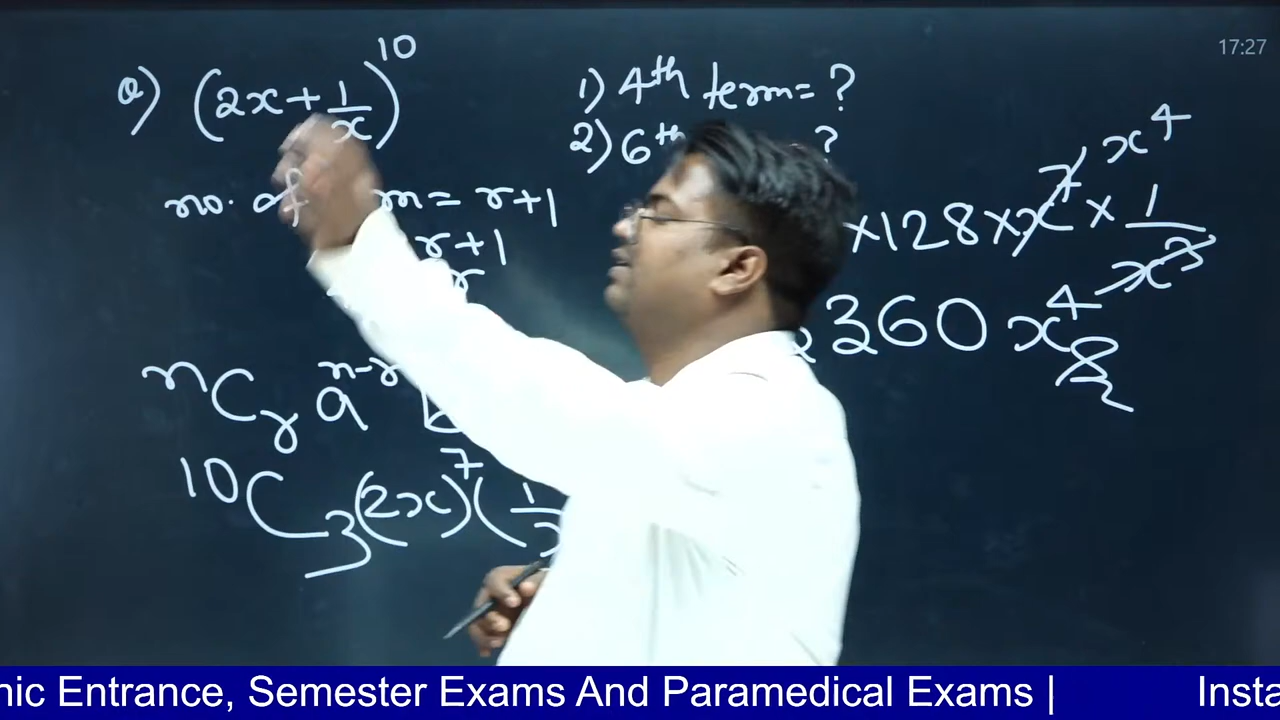 17:27
Q) (2x+1/x)^10
1) 4th term=?
2) 6th ?
no. of m= r+1
r+1
x^4
×128×x^7×1/x^3
360 x^4
nCr a^n-r b
10C3(2x)^7(1/
nic Entrance, Semester Exams And Paramedical Exams | Insta